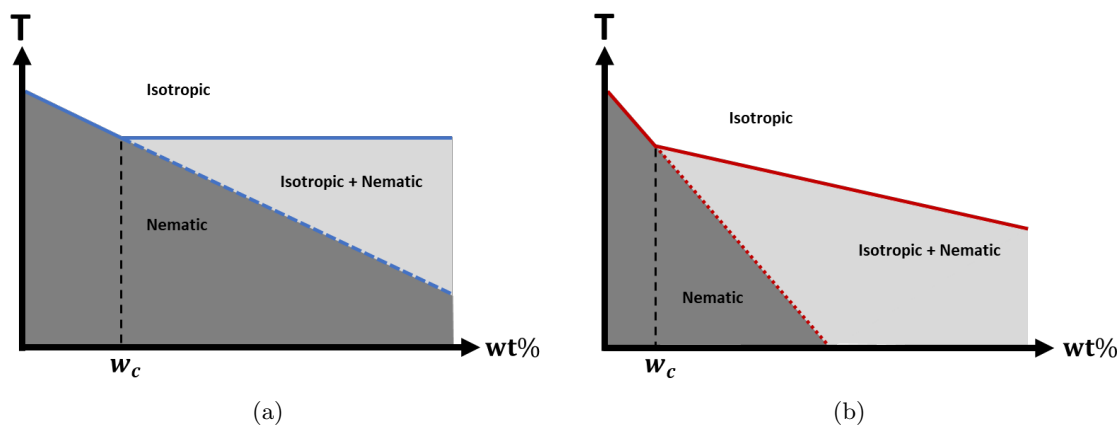 T
Isotropic
Isotropic + Nematic
Nematic
wt%
w_c
(a)
T
Isotropic
Isotropic + Nematic
Nematic
wt%
w_c
(b)